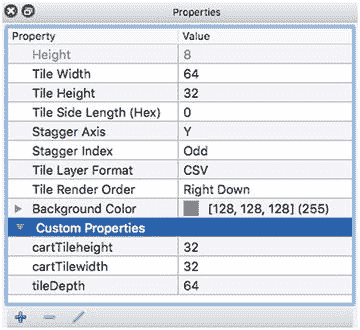 Properties
Property Value
Height 8
Tile Width 64
Tile Height 32
Tile Side Length (Hex) 0
Stagger Axis Y
Stagger Index Odd
Tile Layer Format CSV
Tile Render Order Right Down
Background Color [128, 128, 128] (255)
Custom Properties
cartTileheight 32
cartTilewidth 32
tileDepth 64